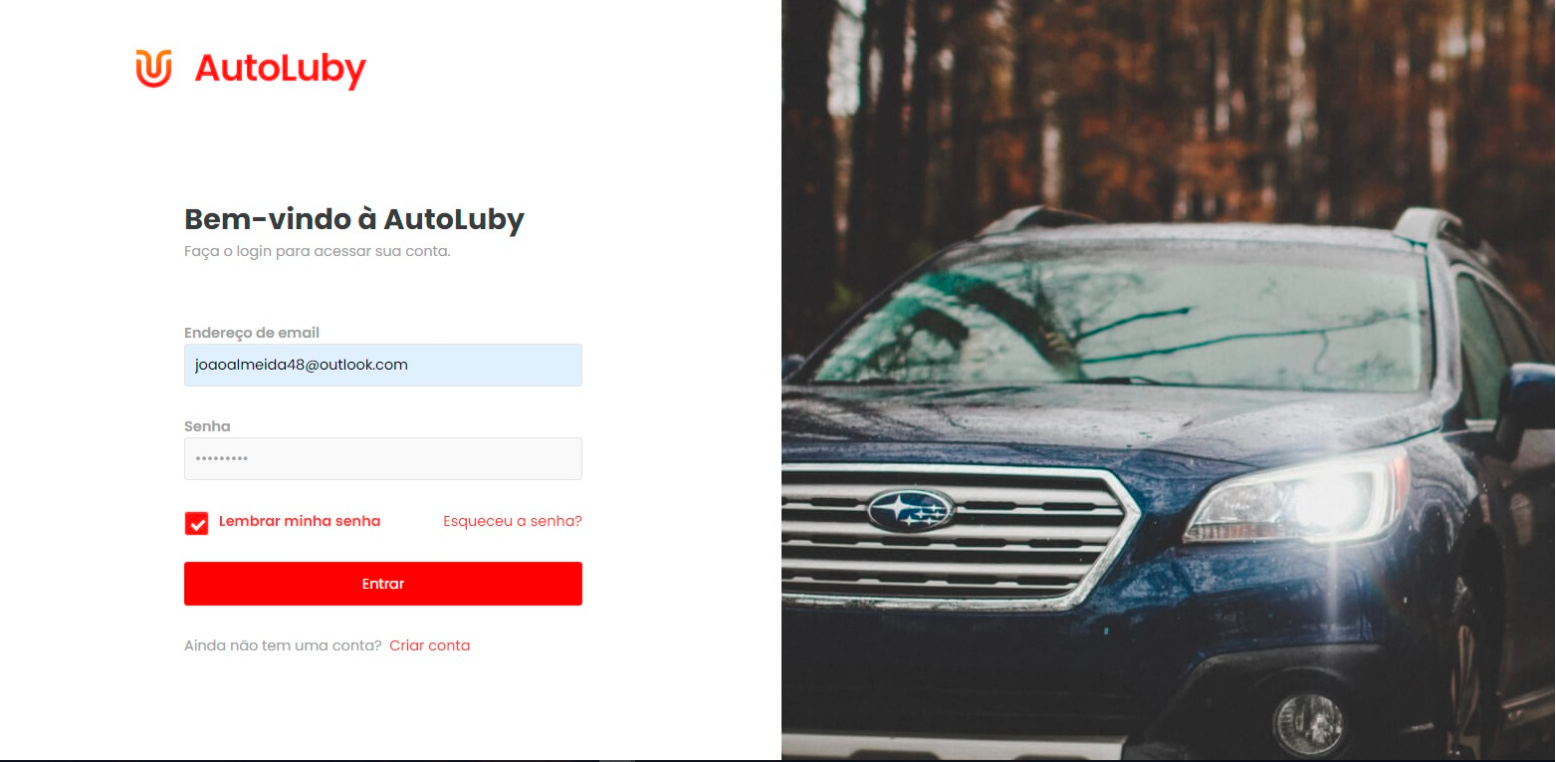 AutoLuby
Bem-vindo à AutoLuby
Faça o login para acessar sua conta.
Endereço de email
joaoalmeida48@outlook.com
Senha
•••••••••
Lembrar minha senha Esqueceu a senha?
Entrar
Ainda não tem uma conta? Criar conta